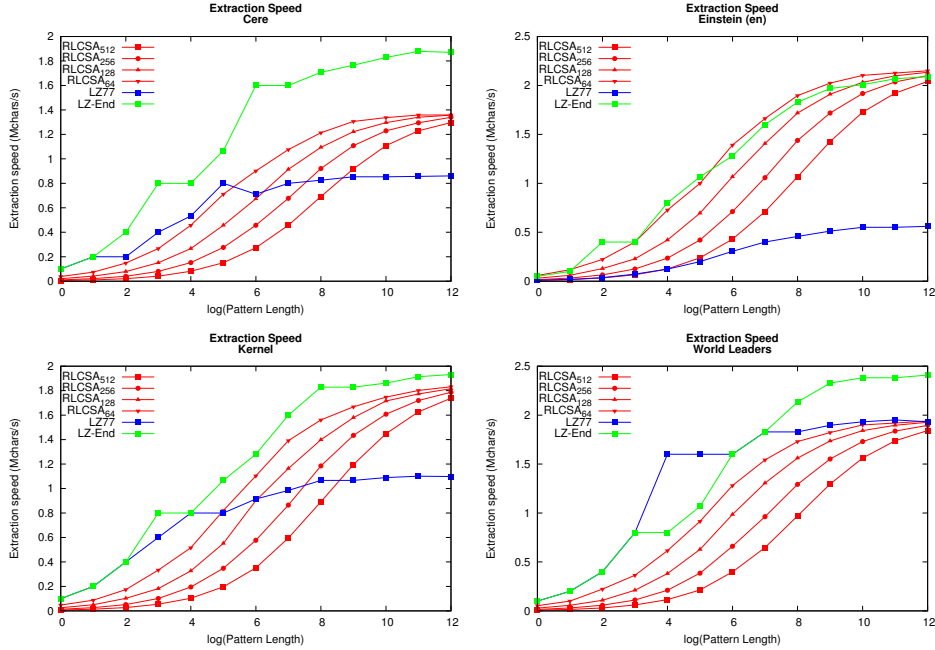 Extraction Speed
Cere
Extraction speed (Mchars/s)
2
1.8
1.6
1.4
1.2
1
0.8
0.6
0.4
0.2
0
RLCSA512
RLCSA256
RLCSA128
RLCSA64
LZ77
LZ-End
0 2 4 6 8 10 12
log(Pattern Length)
Extraction Speed
Einstein (en)
Extraction speed (Mchars/s)
2.5
2
1.5
1
0.5
0
RLCSA512
RLCSA256
RLCSA128
RLCSA64
LZ77
LZ-End
0 2 4 6 8 10 12
log(Pattern Length)
Extraction Speed
Kernel
Extraction speed (Mchars/s)
2
1.8
1.6
1.4
1.2
1
0.8
0.6
0.4
0.2
0
RLCSA512
RLCSA256
RLCSA128
RLCSA64
LZ77
LZ-End
0 2 4 6 8 10 12
log(Pattern Length)
Extraction Speed
World Leaders
Extraction speed (Mchars/s)
2.5
2
1.5
1
0.5
0
RLCSA512
RLCSA256
RLCSA128
RLCSA64
LZ77
LZ-End
0 2 4 6 8 10 12
log(Pattern Length)